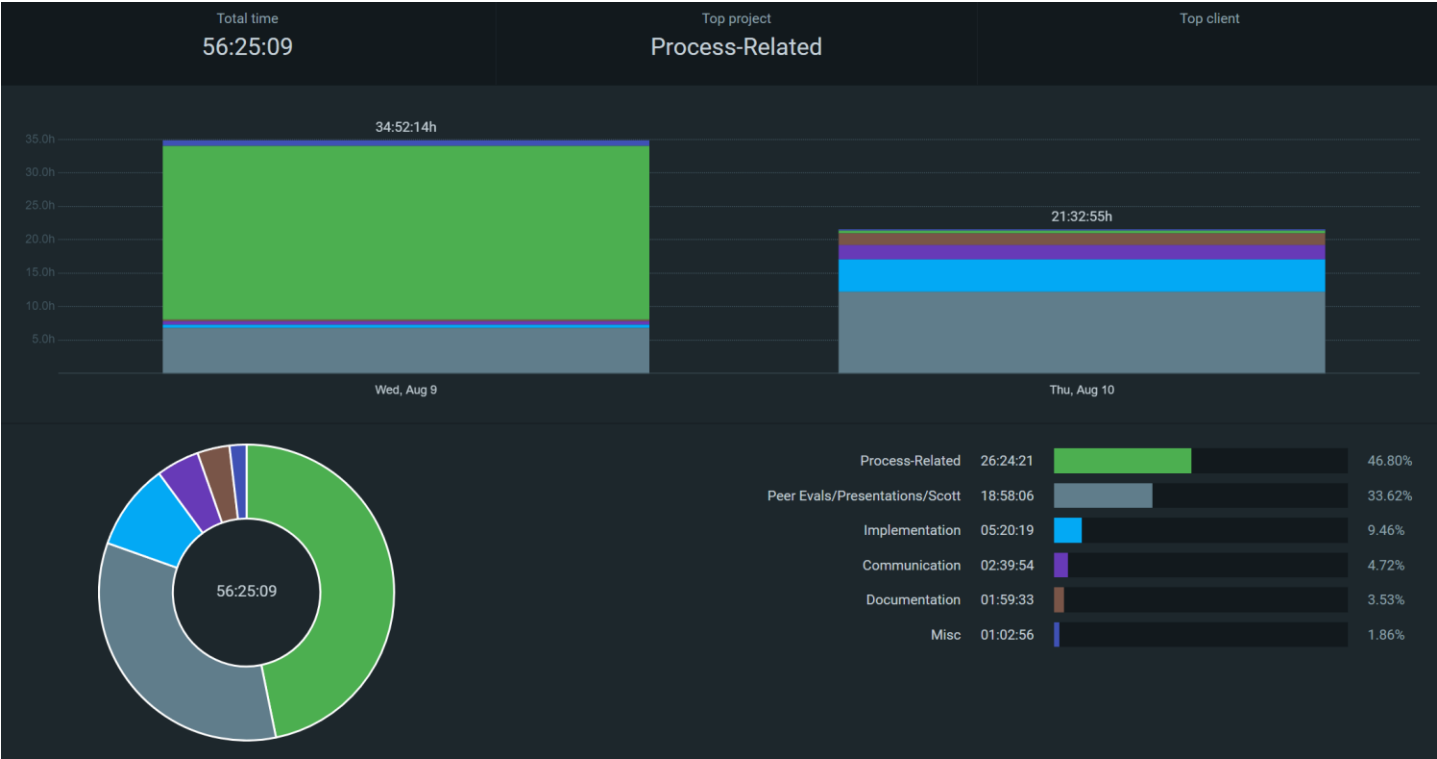 Total time
56:25:09
Top project
Process-Related
Top client
34:52:14h
35.0h
30.0h
25.0h
21:32:55h
20.0h
15.0h
10.0h
5.0h
Wed, Aug 9
Thu, Aug 10
56:25:09
Process-Related 26:24:21 46.80%
Peer Evals/Presentations/Scott 18:58:06 33.62%
Implementation 05:20:19 9.46%
Communication 02:39:54 4.72%
Documentation 01:59:33 3.53%
Misc 01:02:56 1.86%